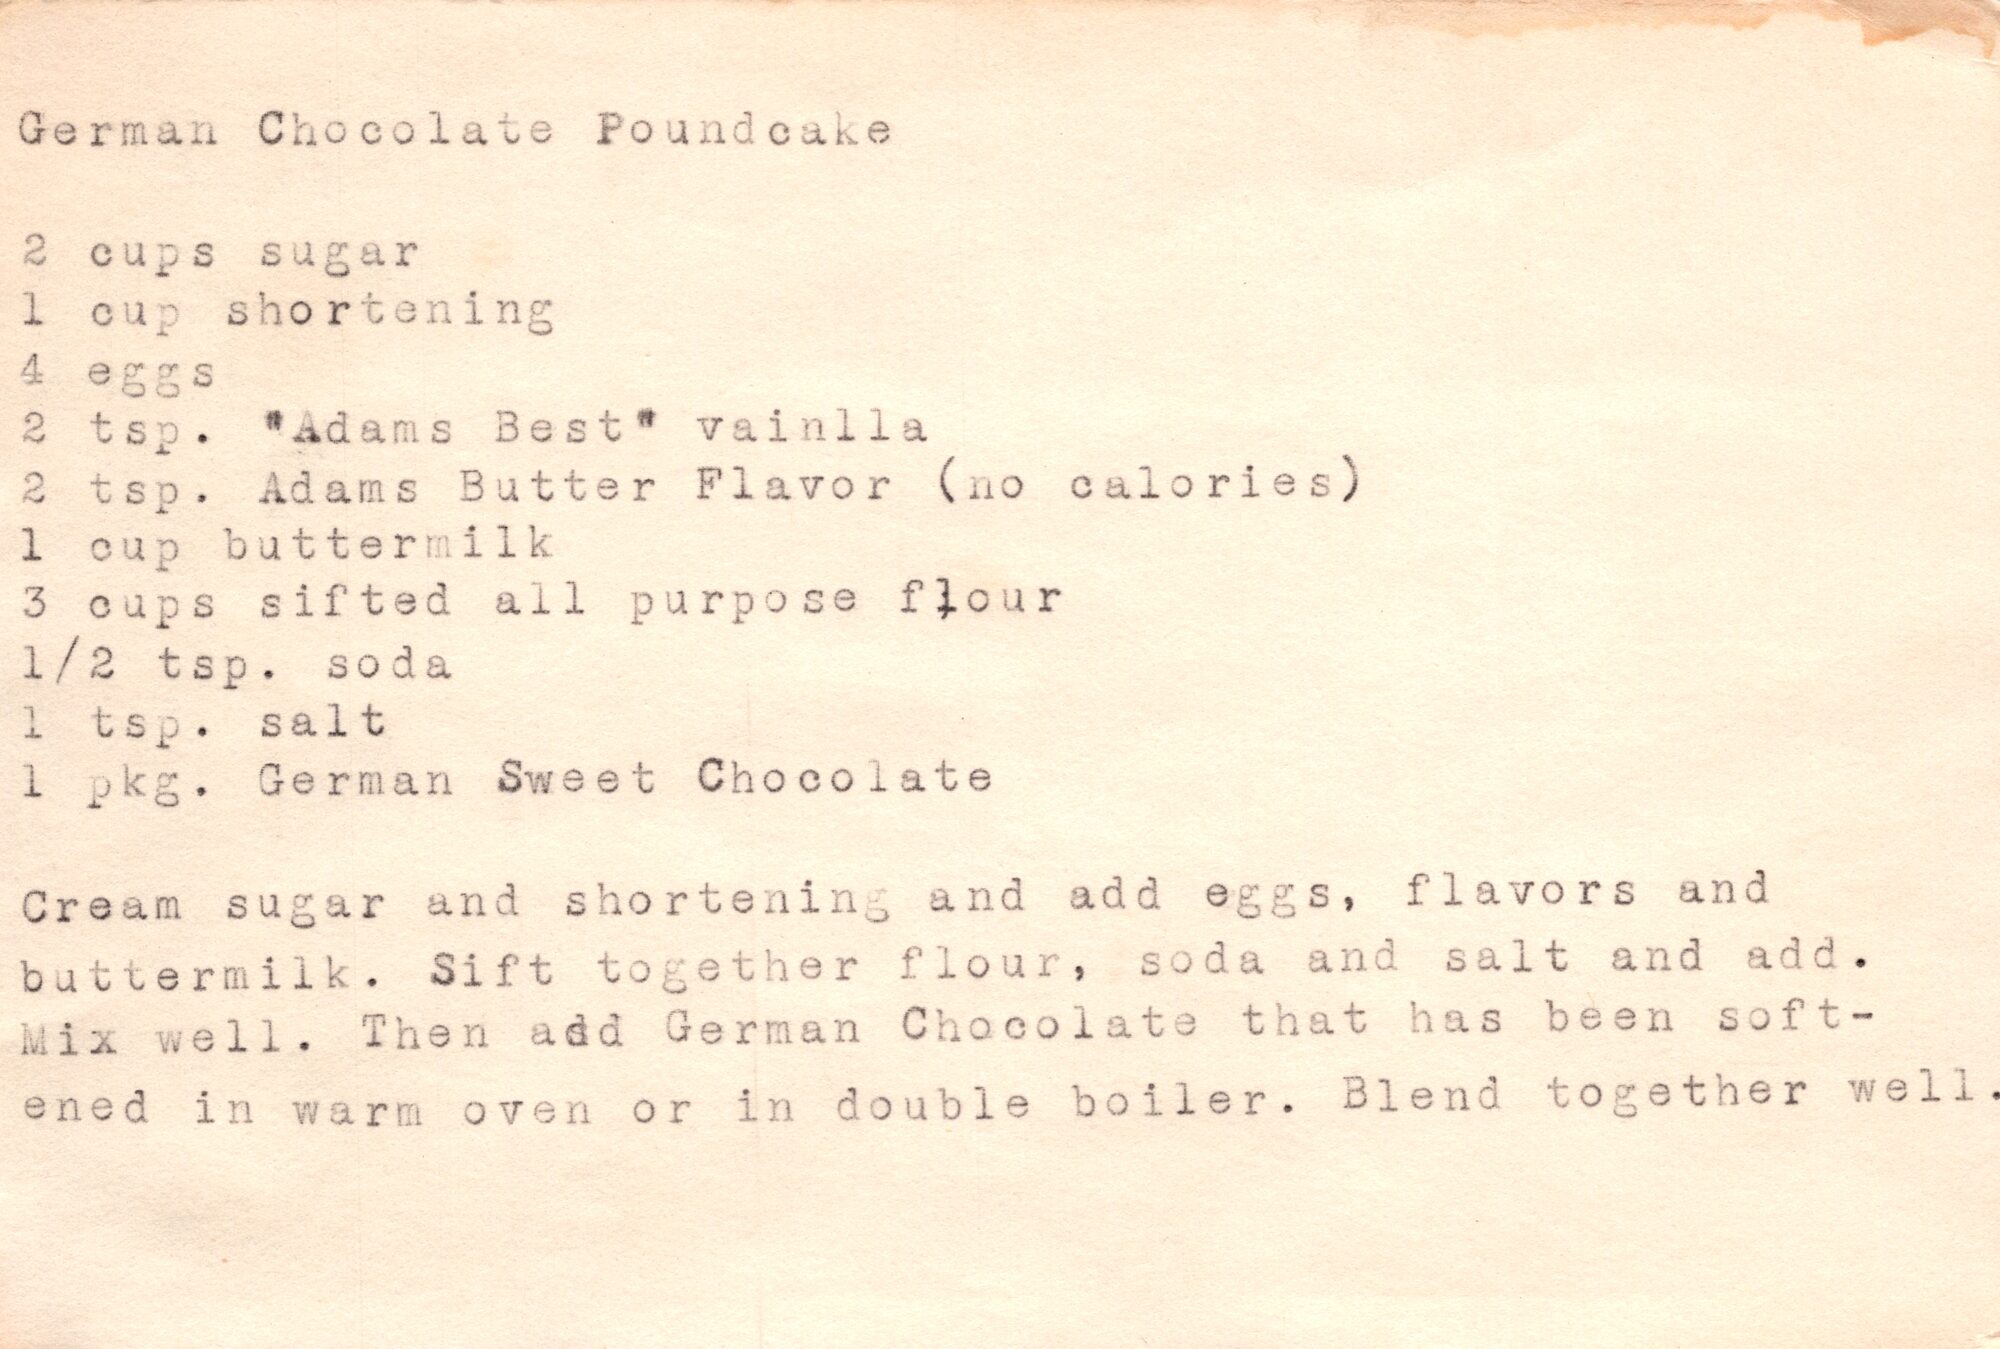 German Chocolate Poundcake
2 cups sugar
1 cup shortening
4 eggs
2 tsp. "Adams Best" vainlla
2 tsp. Adams Butter Flavor (no calories)
1 cup buttermilk
3 cups sifted all purpose flour
1/2 tsp. soda
1 tsp. salt
1 pkg. German Sweet Chocolate
Cream sugar and shortening and add eggs, flavors and
buttermilk. Sift together flour, soda and salt and add.
Mix well. Then add German Chocolate that has been soft-
ened in warm oven or in double boiler. Blend together well.